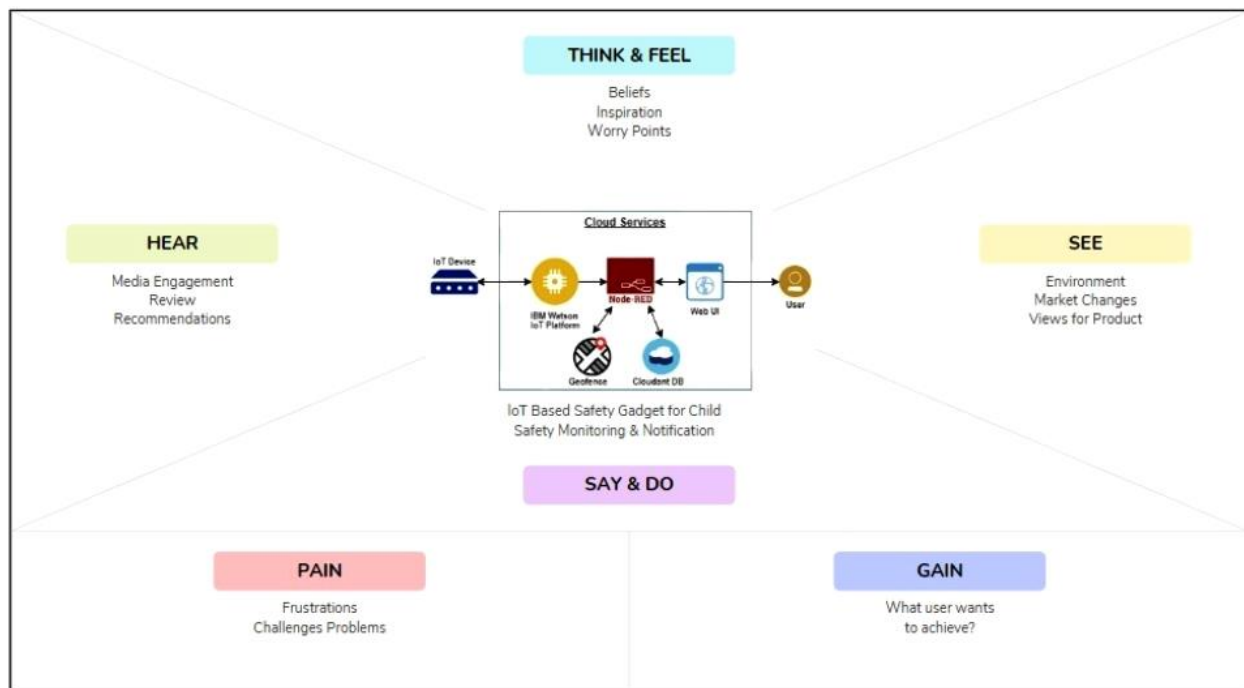 THINK & FEEL
Beliefs
Inspiration
Worry Points
HEAR
Media Engagement
Review
Recommendations
Cloud Services
IoT Device
IBM Watson
IoT Platform
Node-RED
Web UI
User
Geofence
Cloudant DB
IoT Based Safety Gadget for Child
Safety Monitoring & Notification
SEE
Environment
Market Changes
Views for Product
SAY & DO
PAIN
Frustrations
Challenges Problems
GAIN
What user wants
to achieve?